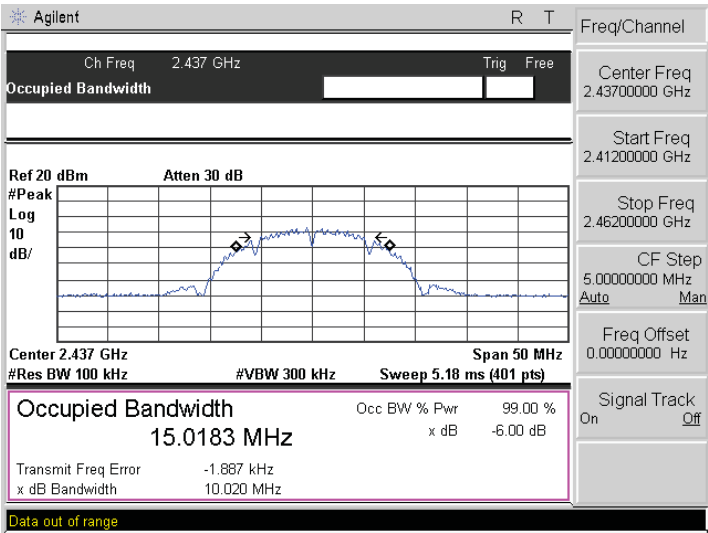 Agilent
R T
Ch Freq 2.437 GHz
Trig Free
Occupied Bandwidth
Ref 20 dBm
Atten 30 dB
#Peak
Log
10
dB/
Center 2.437 GHz
Span 50 MHz
#Res BW 100 kHz
#VBW 300 kHz
Sweep 5.18 ms (401 pts)
Occupied Bandwidth
15.0183 MHz
Occ BW % Pwr 99.00 %
x dB -6.00 dB
Transmit Freq Error -1.887 kHz
x dB Bandwidth 10.020 MHz
Data out of range
Freq/Channel
Center Freq
2.43700000 GHz
Start Freq
2.41200000 GHz
Stop Freq
2.46200000 GHz
CF Step
5.00000000 MHz
Auto Man
Freq Offset
0.00000000 Hz
Signal Track
On Off